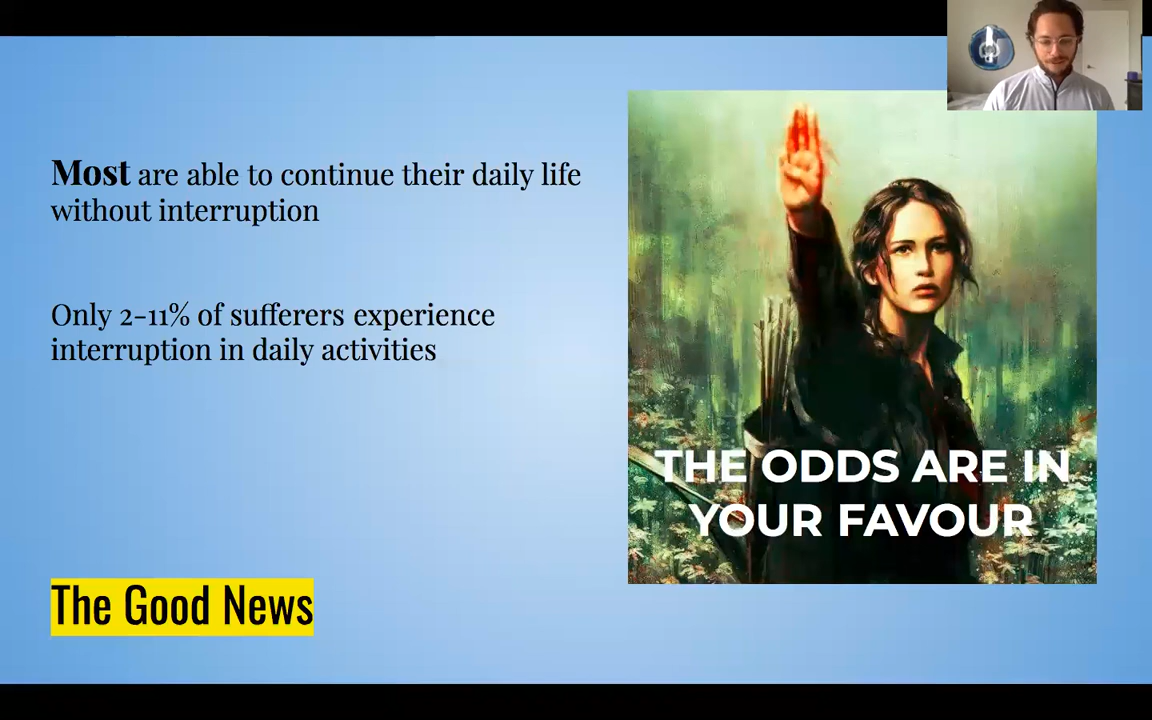 Most are able to continue their daily life
without interruption
Only 2-11% of sufferers experience
interruption in daily activities
THE ODDS ARE IN
YOUR FAVOUR
The Good News